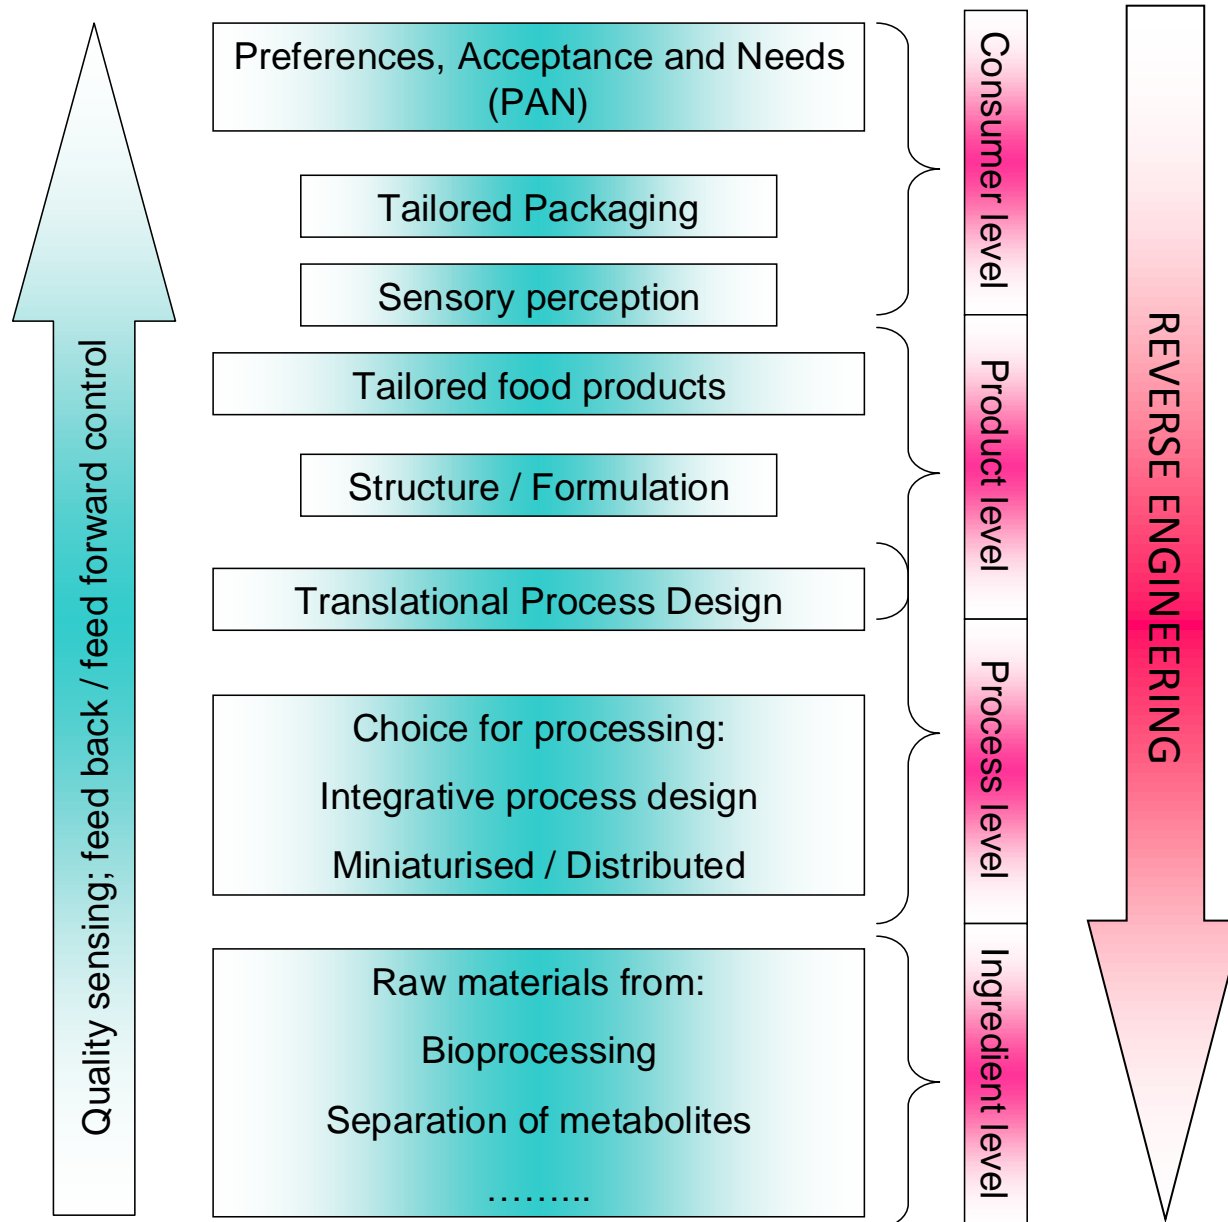 Quality sensing; feed back / feed forward control
Preferences, Acceptance and Needs
(PAN)
Tailored Packaging
Sensory perception
Tailored food products
Structure / Formulation
Translational Process Design
Choice for processing:
Integrative process design
Miniaturised / Distributed
Raw materials from:
Bioprocessing
Separation of metabolites
………
Consumer level
Product level
Process level
Ingredient level
REVERSE ENGINEERING